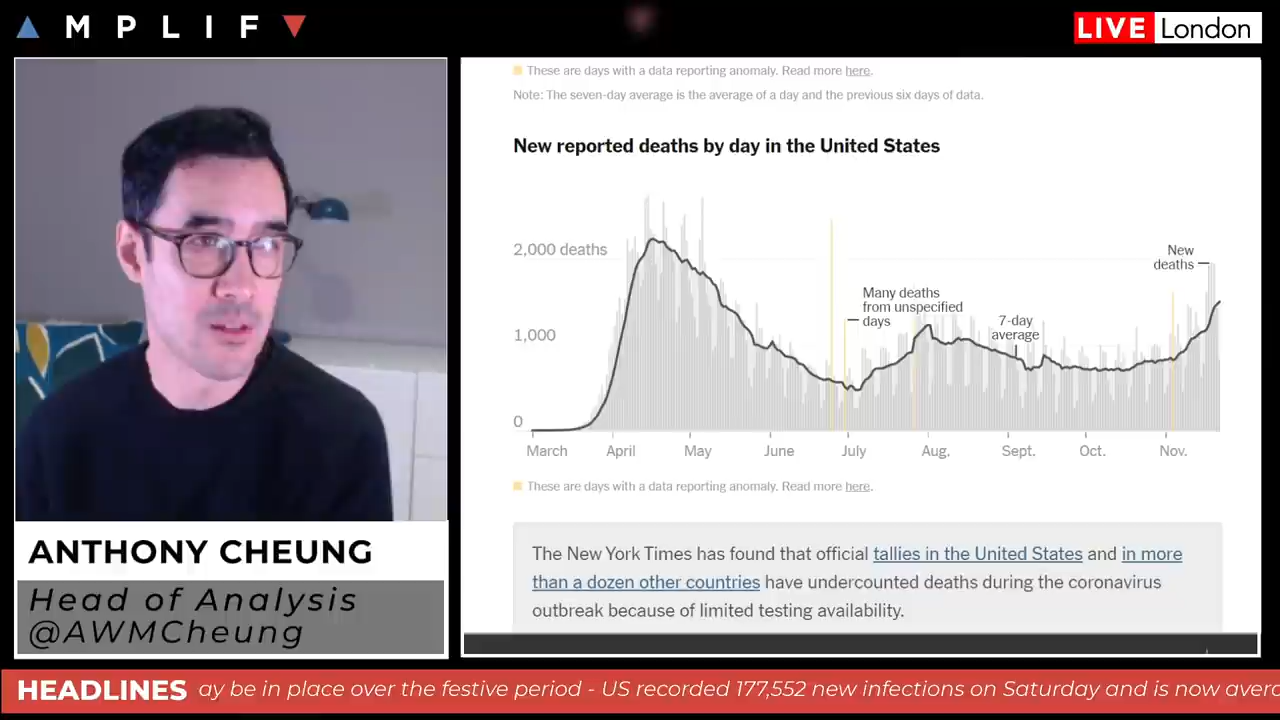 AMPLIFY
LIVE London
These are days with a data reporting anomaly. Read more here.
Note: The seven-day average is the average of a day and the previous six days of data.
New reported deaths by day in the United States
2,000 deaths
1,000
0
Many deaths
from unspecified
days
7-day
average
New
deaths
March April May June July Aug. Sept. Oct. Nov.
These are days with a data reporting anomaly. Read more here.
The New York Times has found that official tallies in the United States and in more
than a dozen other countries have undercounted deaths during the coronavirus
outbreak because of limited testing availability.
ANTHONY CHEUNG
Head of Analysis
@AWMCheung
HEADLINES ay be in place over the festive period - US recorded 177,552 new infections on Saturday and is now avera